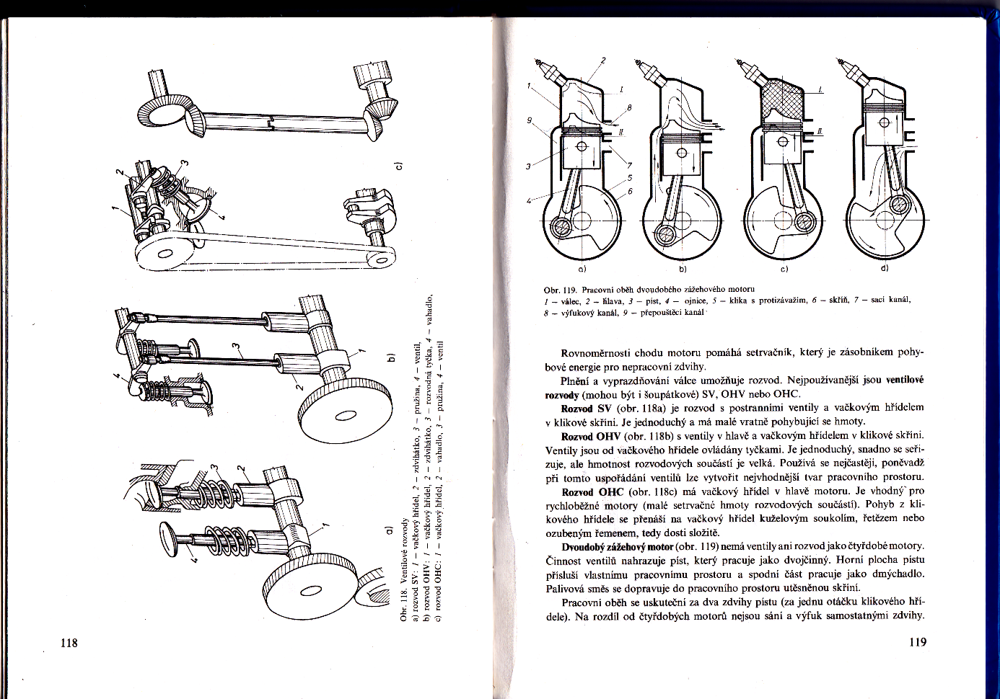 c)
2
3
1
4
b)
3
1
4
2
a)
3
2
1
4
Obr. 118. Ventilové rozvody
a) rozvod SV: 1 — vačkový hřídel, 2 — zdvihátko, 3 — pružina, 4 — ventil,
b) rozvod OHV: 1 — vačkový hřídel, 2 — zdvihátko, 3 — rozvodná tyčka, 4 — vahadlo,
c) rozvod OHC: 1 — vačkový hřídel, 2 — vahadlo, 3 — pružina, 4 — ventil
118
2
1
I.
8
9
II.
3
7
5
4
6
I.
II.
a) b) c) d)
Obr. 119. Pracovní oběh dvoudobého zážehového motoru
1 — válec, 2 — hlava, 3 — píst, 4 — ojnice, 5 — klika s protizávažím, 6 — skříň, 7 — sací kanál,
8 — výfukový kanál, 9 — přepouštěcí kanál
Rovnoměrnosti chodu motoru pomáhá setrvačník, který je zásobníkem pohy-
bové energie pro nepracovní zdvihy.
Plnění a vyprazdňování válce umožňuje rozvod. Nejpoužívanější jsou ventilové
rozvody (mohou být i šoupátkové) SV, OHV nebo OHC.
Rozvod SV (obr. 118a) je rozvod s postranními ventily a vačkovým hřídelem
v klikové skříni. Je jednoduchý a má malé vratně pohybující se hmoty.
Rozvod OHV (obr. 118b) s ventily v hlavě a vačkovým hřídelem v klikové skříni.
Ventily jsou od vačkového hřídele ovládány tyčkami. Je jednoduchý, snadno se seři-
zuje, ale hmotnost rozvodových součástí je velká. Používá se nejčastěji, poněvadž
při tomto uspořádání ventilů lze vytvořit nejvhodnější tvar pracovního prostoru.
Rozvod OHC (obr. 118c) má vačkový hřídel v hlavě motoru. Je vhodný pro
rychloběžné motory (malé setrvačné hmoty rozvodových součástí). Pohyb z kli-
kového hřídele se přenáší na vačkový hřídel kuželovým soukolím, řetězem nebo
ozubeným řemenem, tedy dosti složitě.
Dvoudobý zážehový motor (obr. 119) nemá ventily ani rozvod jako čtyřdobé motory.
Činnost ventilů nahrazuje píst, který pracuje jako dvojčinný. Horní plocha pístu
přísluší vlastnímu pracovnímu prostoru a spodní část pracuje jako dmýchadlo.
Palivová směs se dopravuje do pracovního prostoru utěsněnou skříní.
Pracovní oběh se uskuteční za dva zdvihy pístu (za jednu otáčku klikového hří-
dele). Na rozdíl od čtyřdobých motorů nejsou sání a výfuk samostatnými zdvihy.
119